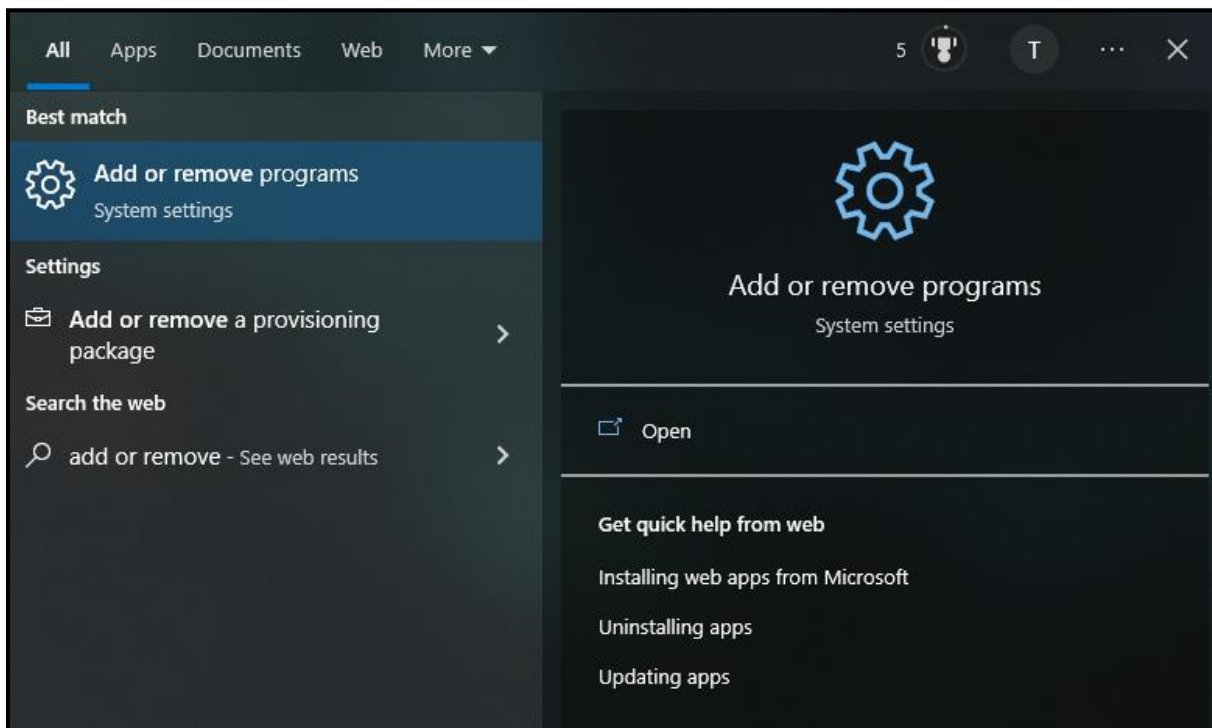 All Apps Documents Web More 5 T ...
Best match
Add or remove programs
System settings
Settings
Add or remove a provisioning
package
Search the web
add or remove - See web results
Add or remove programs
System settings
Open
Get quick help from web
Installing web apps from Microsoft
Uninstalling apps
Updating apps